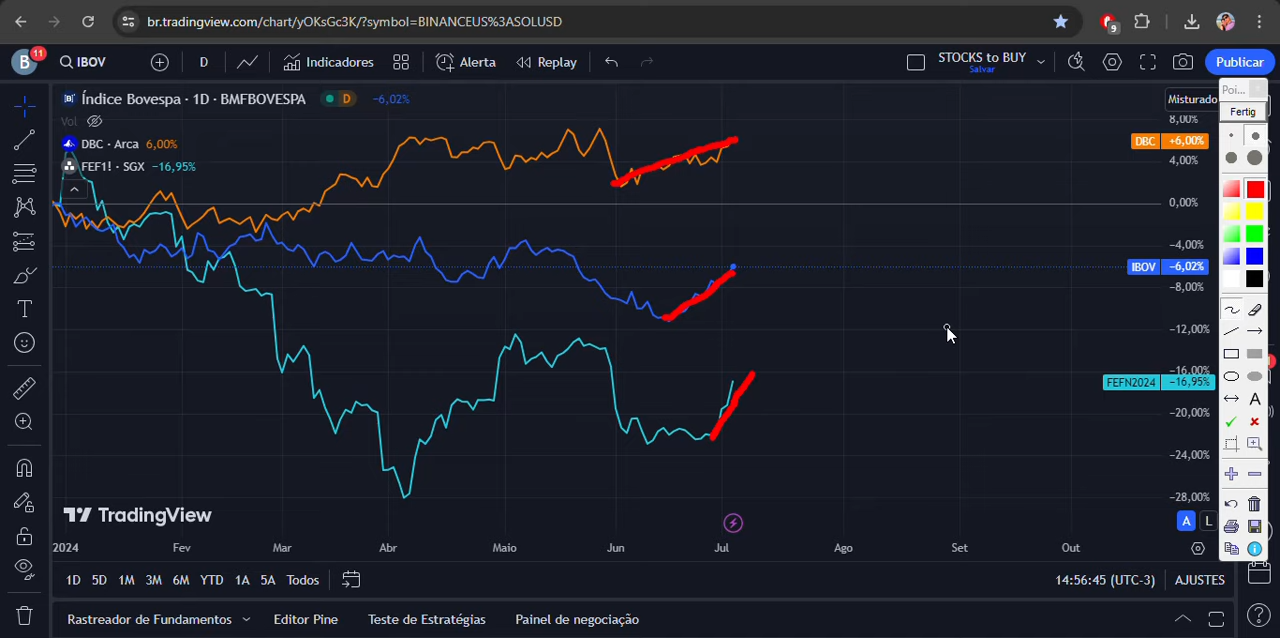 br.tradingview.com/chart/yOKsGc3K/?symbol=BINANCEUS%3ASOLUSD
9
B 11 IBOV D Indicadores Alerta Replay STOCKS to BUY Publicar
Salvar
Índice Bovespa · 1D · BMFBOVESPA D −6,02%
Vol
DBC · Arca 6,00%
FEF1! · SGX −16,95%
Misturado
8,00%
DBC +6,00%
4,00%
0,00%
−4,00%
IBOV −6,02%
−8,00%
−12,00%
−16,00%
FEFN2024 −16,95%
−20,00%
−24,00%
−28,00%
A L
Poi...
Fertig
A
TradingView
2024 Fev Mar Abr Maio Jun Jul Ago Set Out
1D 5D 1M 3M 6M YTD 1A 5A Todos 14:56:45 (UTC-3) AJUSTES
Rastreador de Fundamentos Editor Pine Teste de Estratégias Painel de negociação